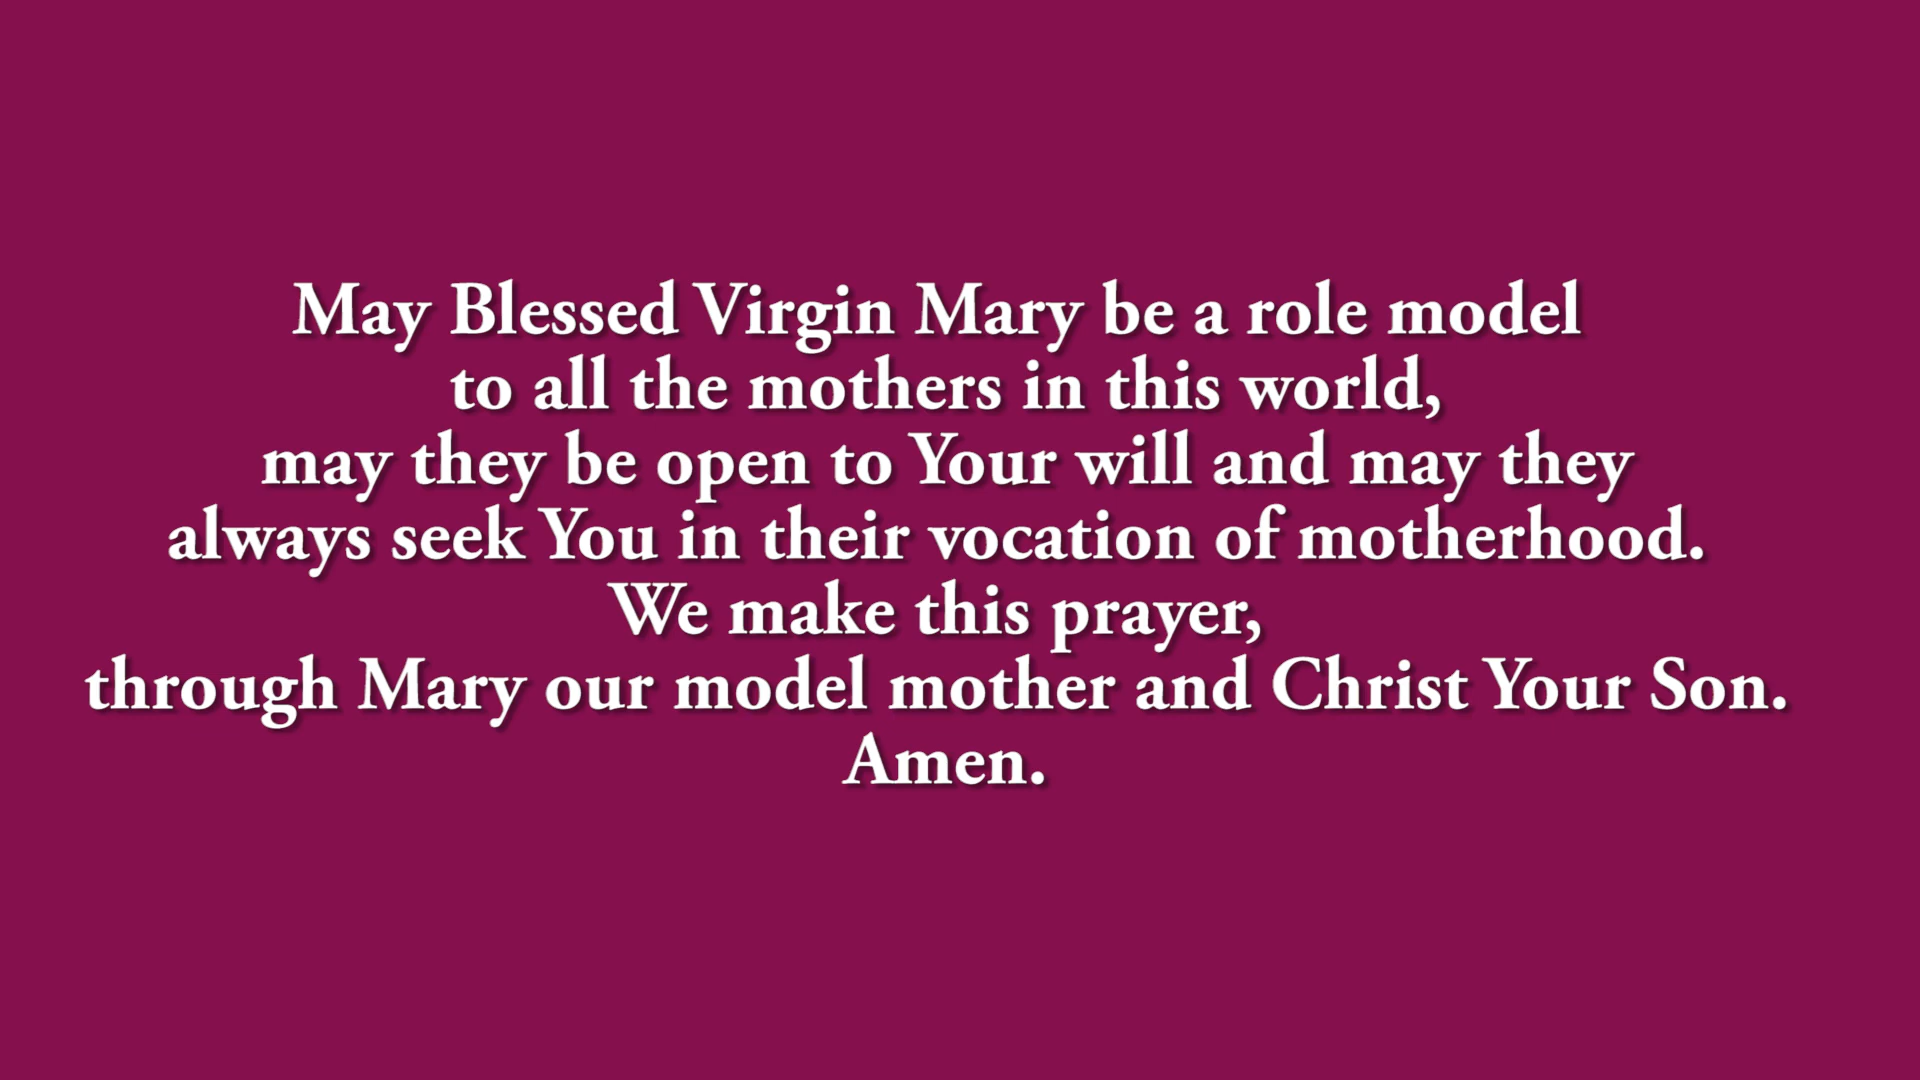 May Blessed Virgin Mary be a role model
to all the mothers in this world,
may they be open to Your will and may they
always seek You in their vocation of motherhood.
We make this prayer,
through Mary our model mother and Christ Your Son.
Amen.